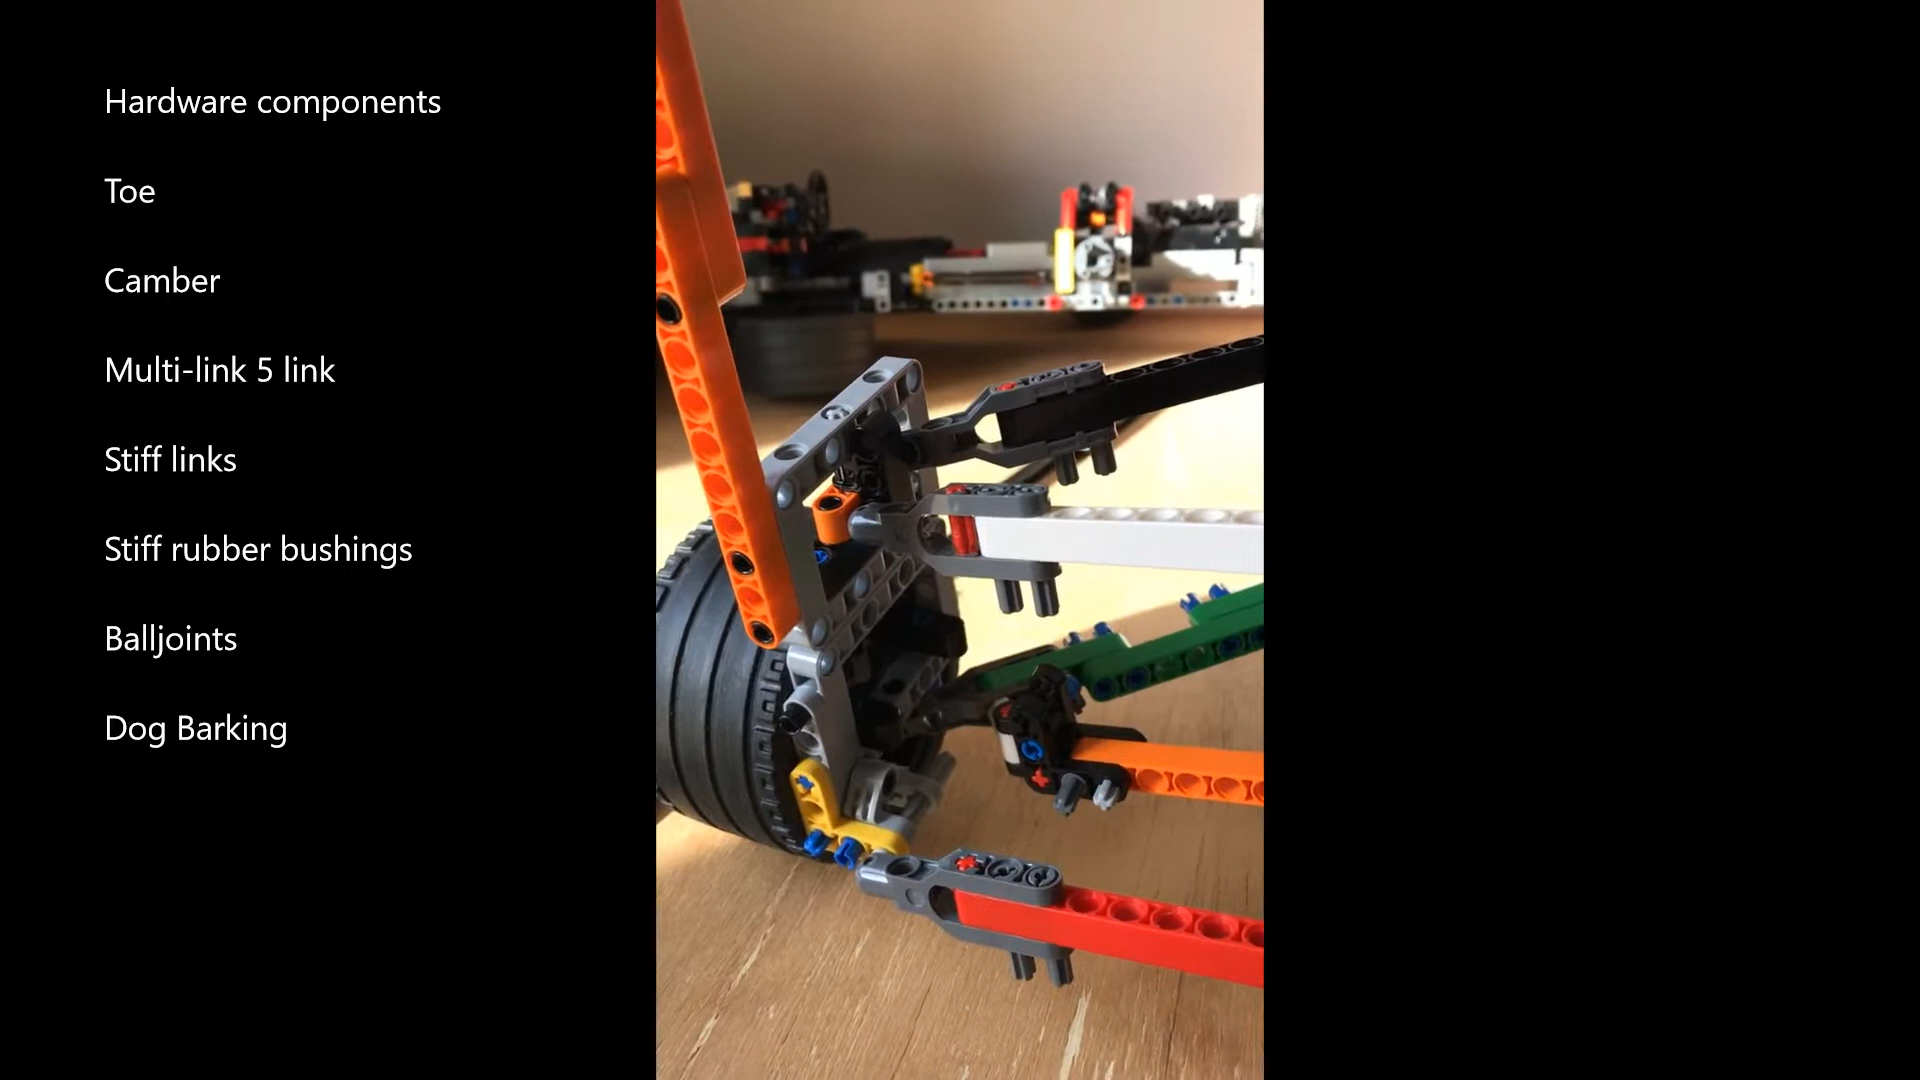 Hardware components
Toe
Camber
Multi-link 5 link
Stiff links
Stiff rubber bushings
Balljoints
Dog Barking